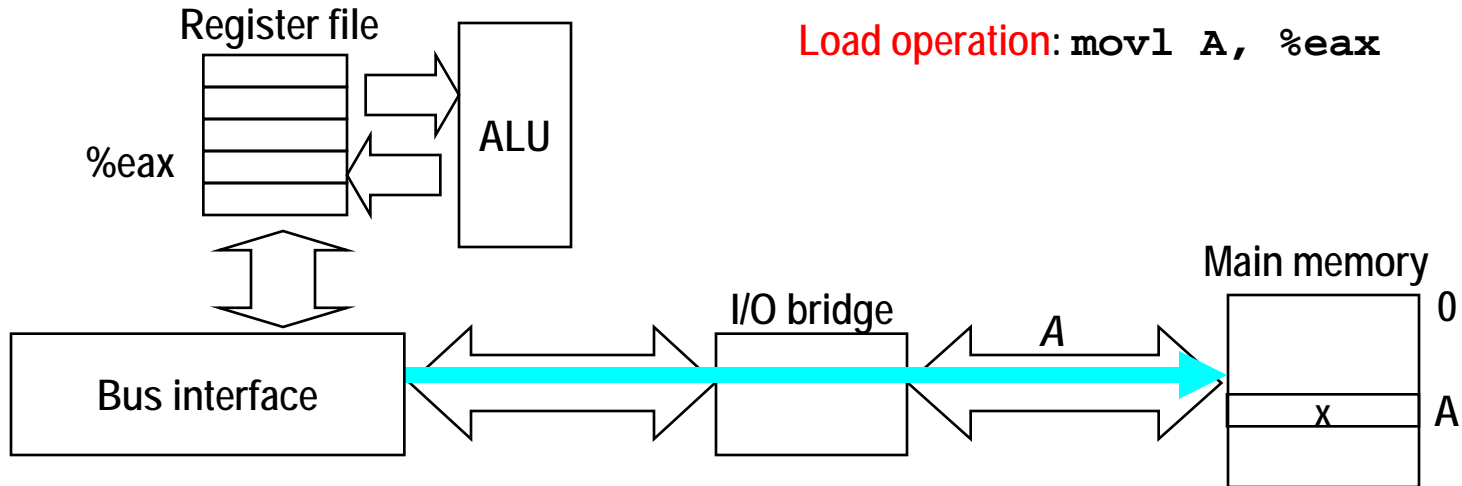 Register file
Load operation: movl A, %eax
ALU
%eax
Main memory
I/O bridge
0
A
Bus interface
x
A